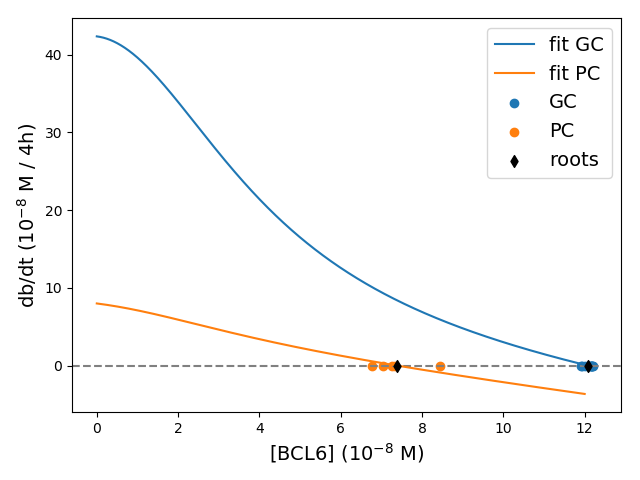 fit GC
fit PC
GC
PC
roots
40
30
20
10
0
db/dt (10⁻⁸ M / 4h)
0 2 4 6 8 10 12
[BCL6] (10⁻⁸ M)